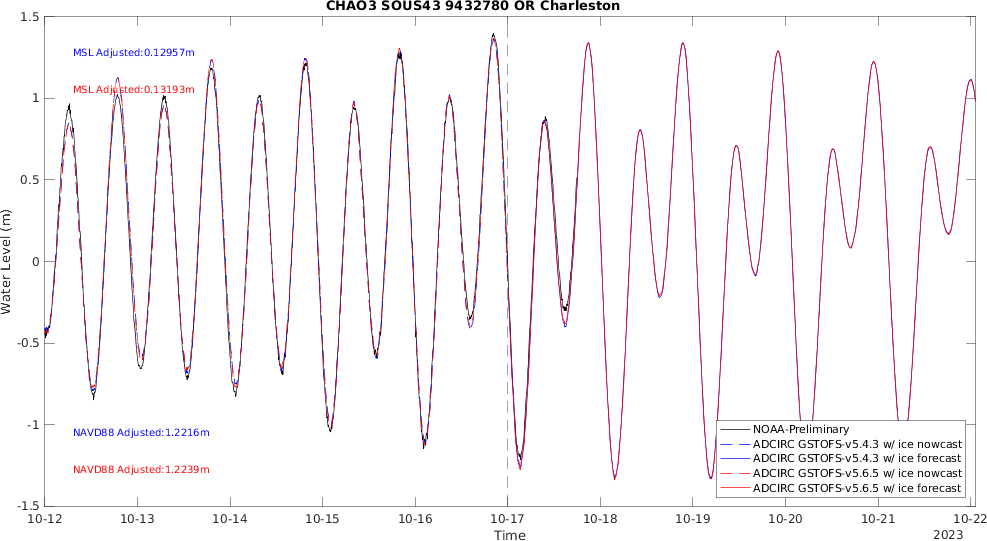 CHAO3 SOUS43 9432780 OR Charleston
1.5
MSL Adjusted:0.12957m
MSL Adjusted:0.13193m
1
0.5
0
-0.5
-1
-1.5
Water Level (m)
NAVD88 Adjusted:1.2216m
NAVD88 Adjusted:1.2239m
NOAA-Preliminary
ADCIRC GSTOFS-v5.4.3 w/ ice nowcast
ADCIRC GSTOFS-v5.4.3 w/ ice forecast
ADCIRC GSTOFS-v5.6.5 w/ ice nowcast
ADCIRC GSTOFS-v5.6.5 w/ ice forecast
10-12 10-13 10-14 10-15 10-16 10-17 10-18 10-19 10-20 10-21 10-22
Time
2023